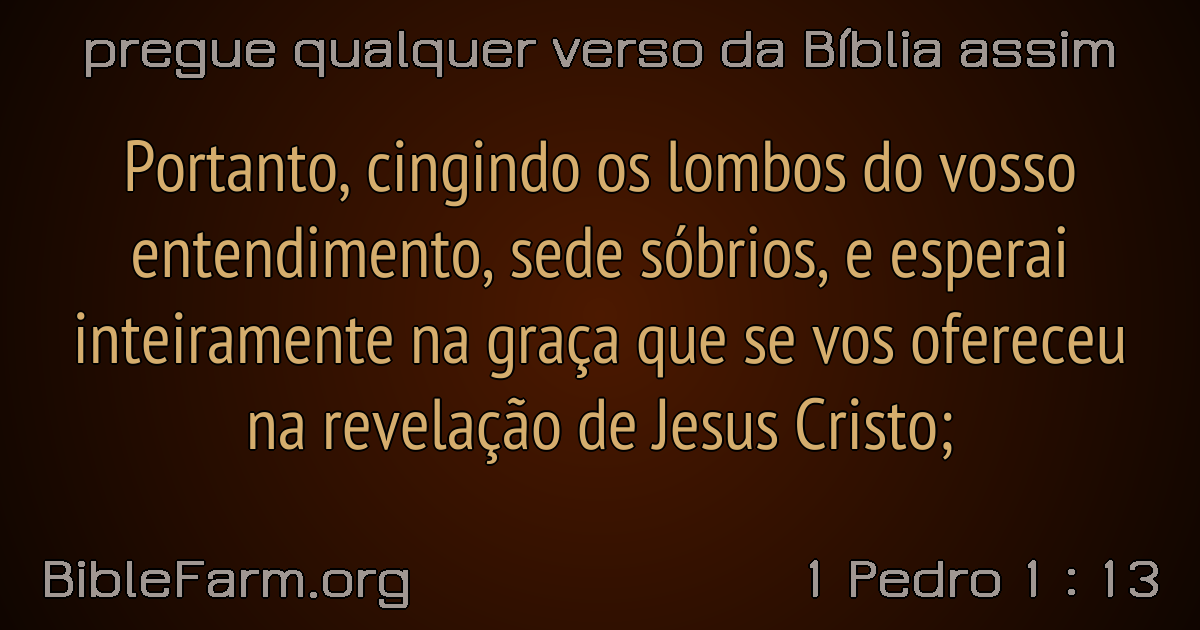 pregue qualquer verso da Bíblia assim
Portanto, cingindo os lombos do vosso
entendimento, sede sóbrios, e esperai
inteiramente na graça que se vos ofereceu
na revelação de Jesus Cristo;
BibleFarm.org
1 Pedro 1 : 13